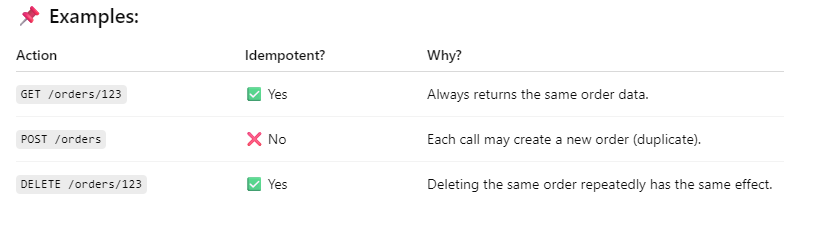 📌 Examples:
Action Idempotent? Why?
GET /orders/123 ✅ Yes Always returns the same order data.
POST /orders ❌ No Each call may create a new order (duplicate).
DELETE /orders/123 ✅ Yes Deleting the same order repeatedly has the same effect.